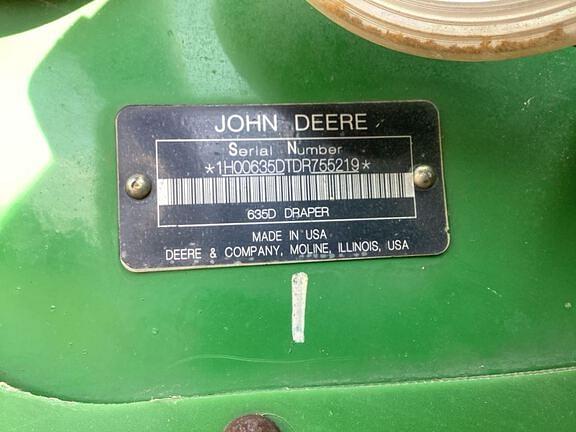 JOHN DEERE
Serial Number
*1H00635DTDR755219*
635D DRAPER
MADE IN USA
DEERE & COMPANY, MOLINE, ILLINOIS, USA